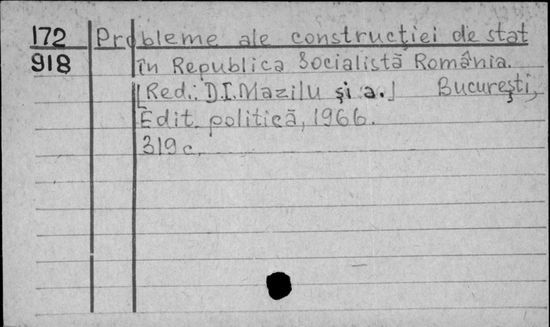 172 Probleme ale construcţiei de stat
918 în Republica Socialistă România.
[Red.: D.I. Mazilu şi a.] Bucureşti,
Edit. politică, 1966.
319 c.